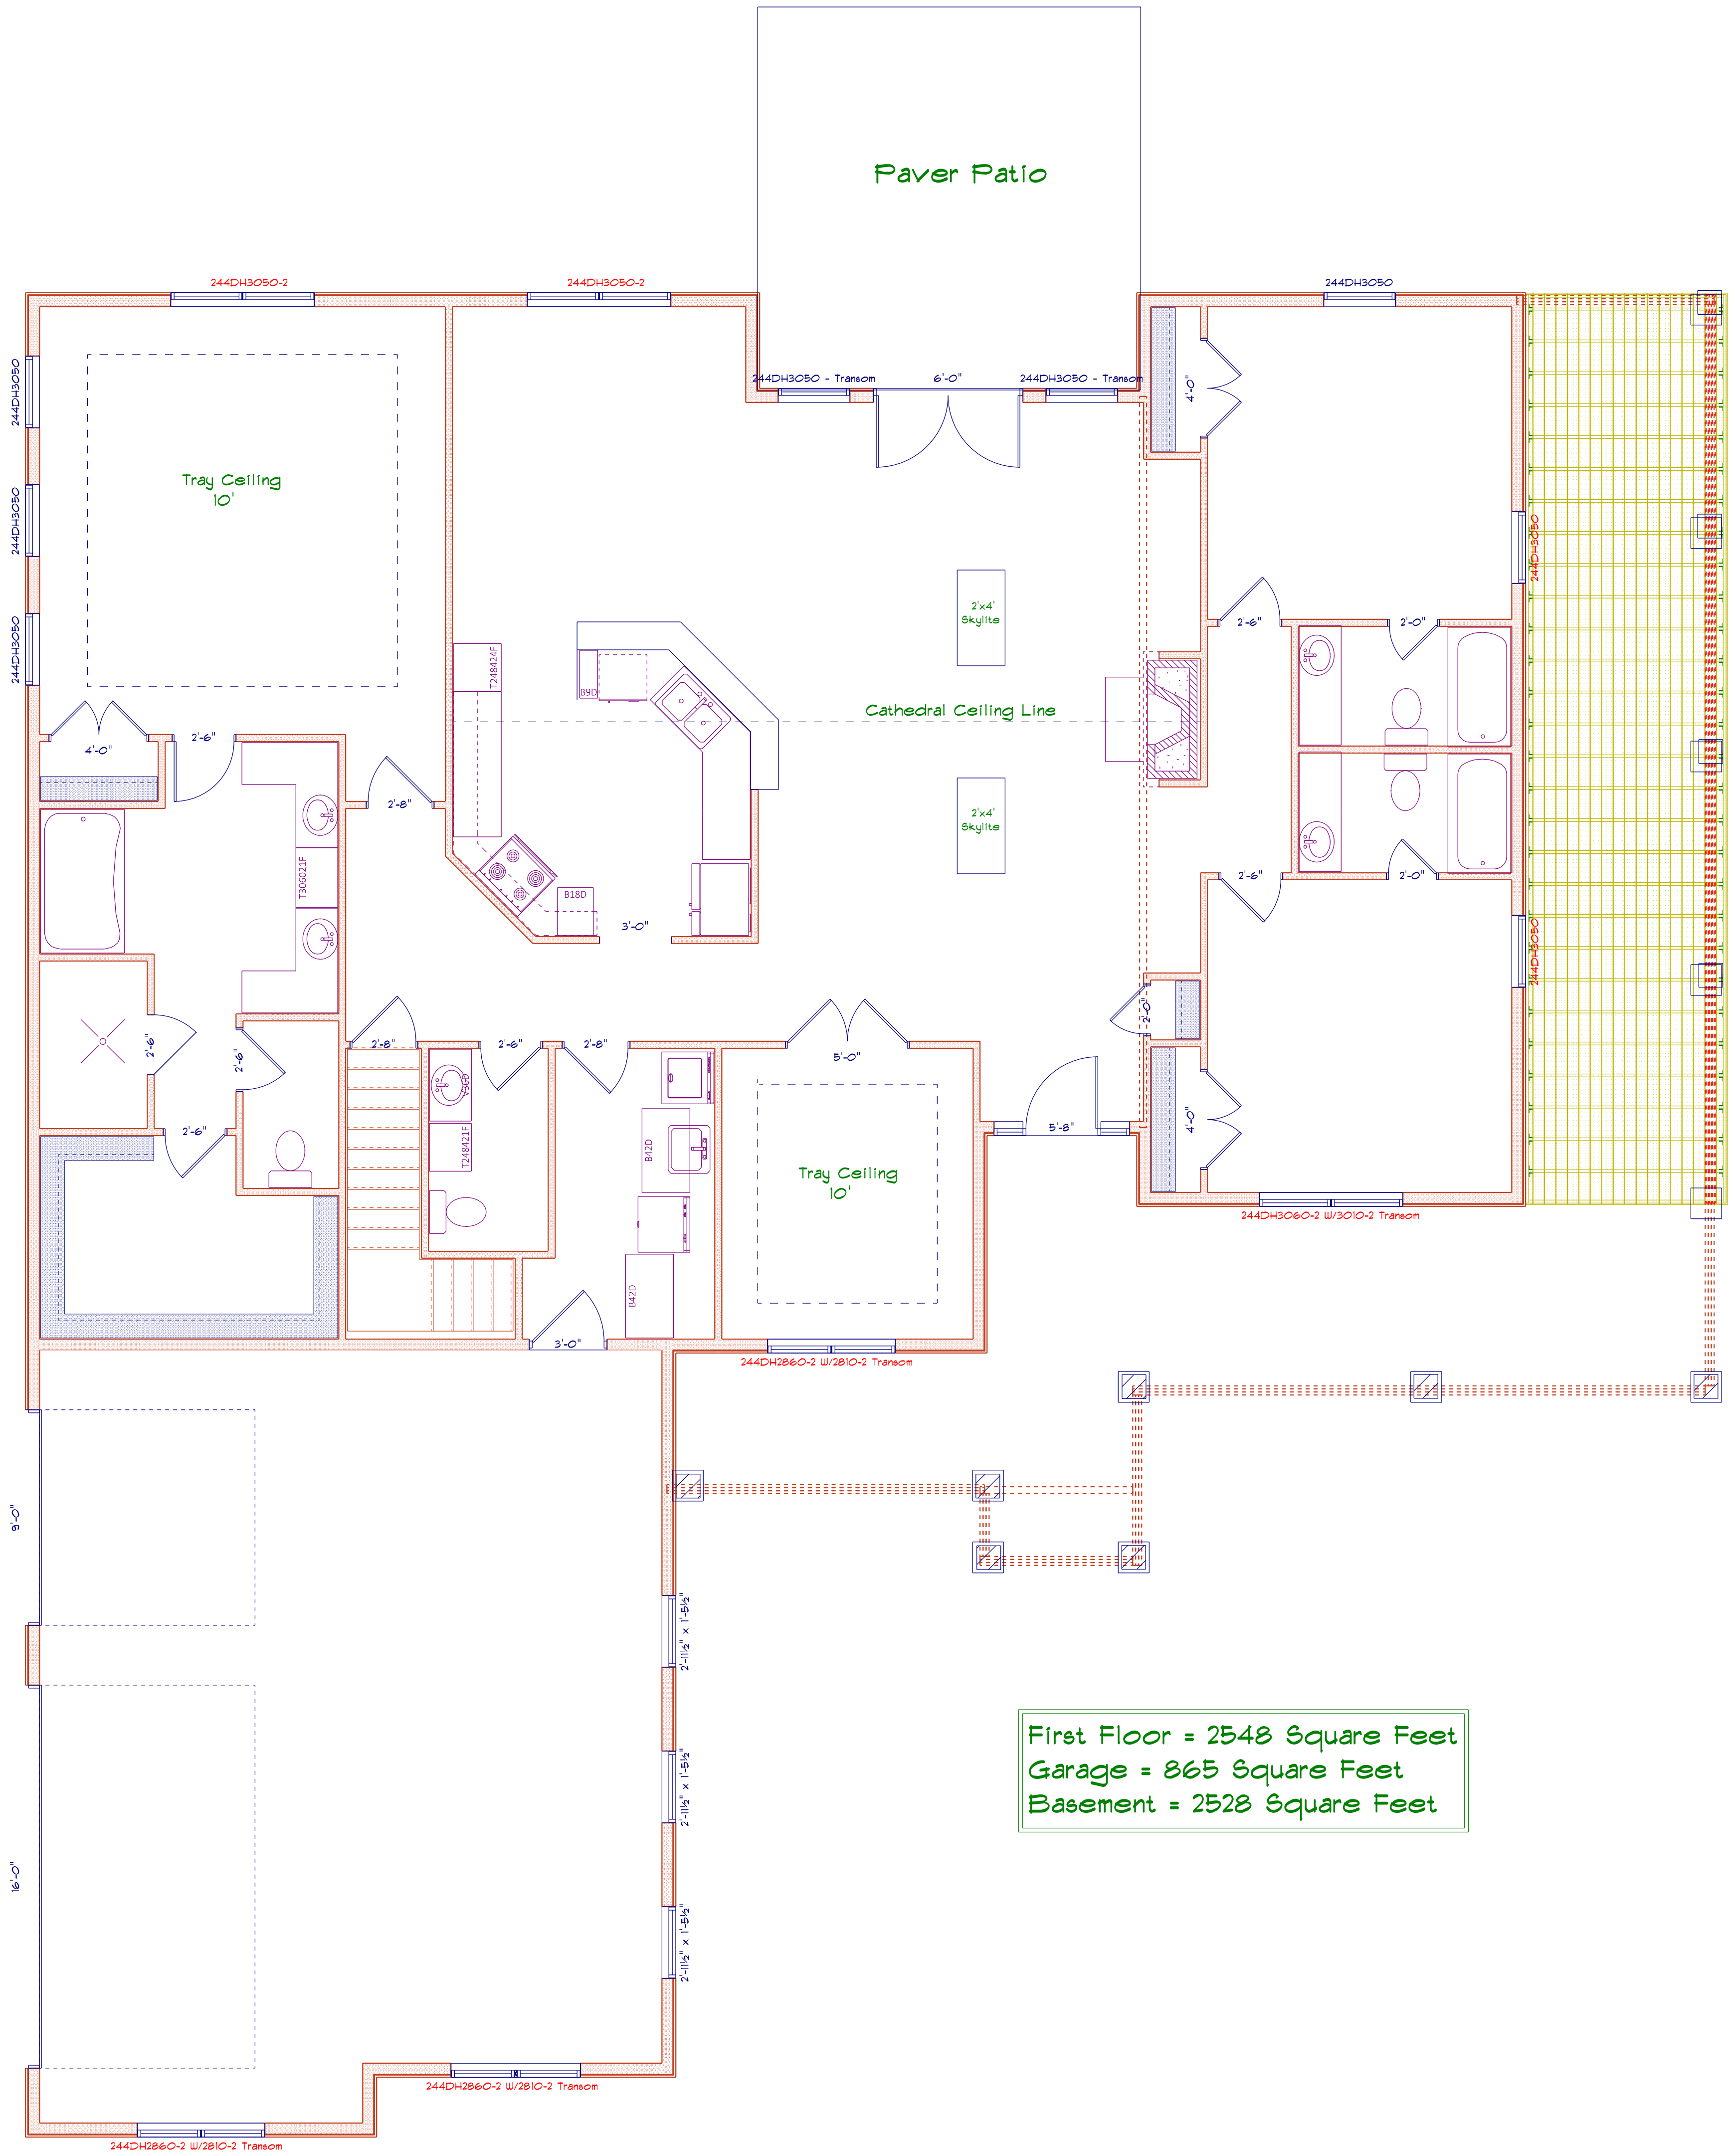 Paver Patio
244DH3050-2
244DH3050-2
244DH3050
244DH3050 - Transom
6'-0"
244DH3050 - Transom
244DH3050
4'-0"
Tray Ceiling
10'
244DH3050
244DH3050
2'x4'
Skylite
2'-6"
2'-0"
244DH3050
T248424F
B9D
Cathedral Ceiling Line
4'-0"
2'-6"
2'-8"
2'x4'
Skylite
T306021F
B18D
3'-0"
2'-6"
2'-0"
244DH3050
2'-0"
2'-6"
2'-6"
2'-8"
2'-6"
2'-8"
5'-0"
V36D
2'-6"
T248421F
B42D
5'-8"
4'-0"
Tray Ceiling
10'
244DH3060-2 W/3010-2 Transom
B42D
3'-0"
244DH2860-2 W/2810-2 Transom
9'-0"
2'-11½" x 1'-5½"
2'-11½" x 1'-5½"
First Floor = 2548 Square Feet
Garage = 865 Square Feet
Basement = 2528 Square Feet
16'-0"
2'-11½" x 1'-5½"
244DH2860-2 W/2810-2 Transom
244DH2860-2 W/2810-2 Transom